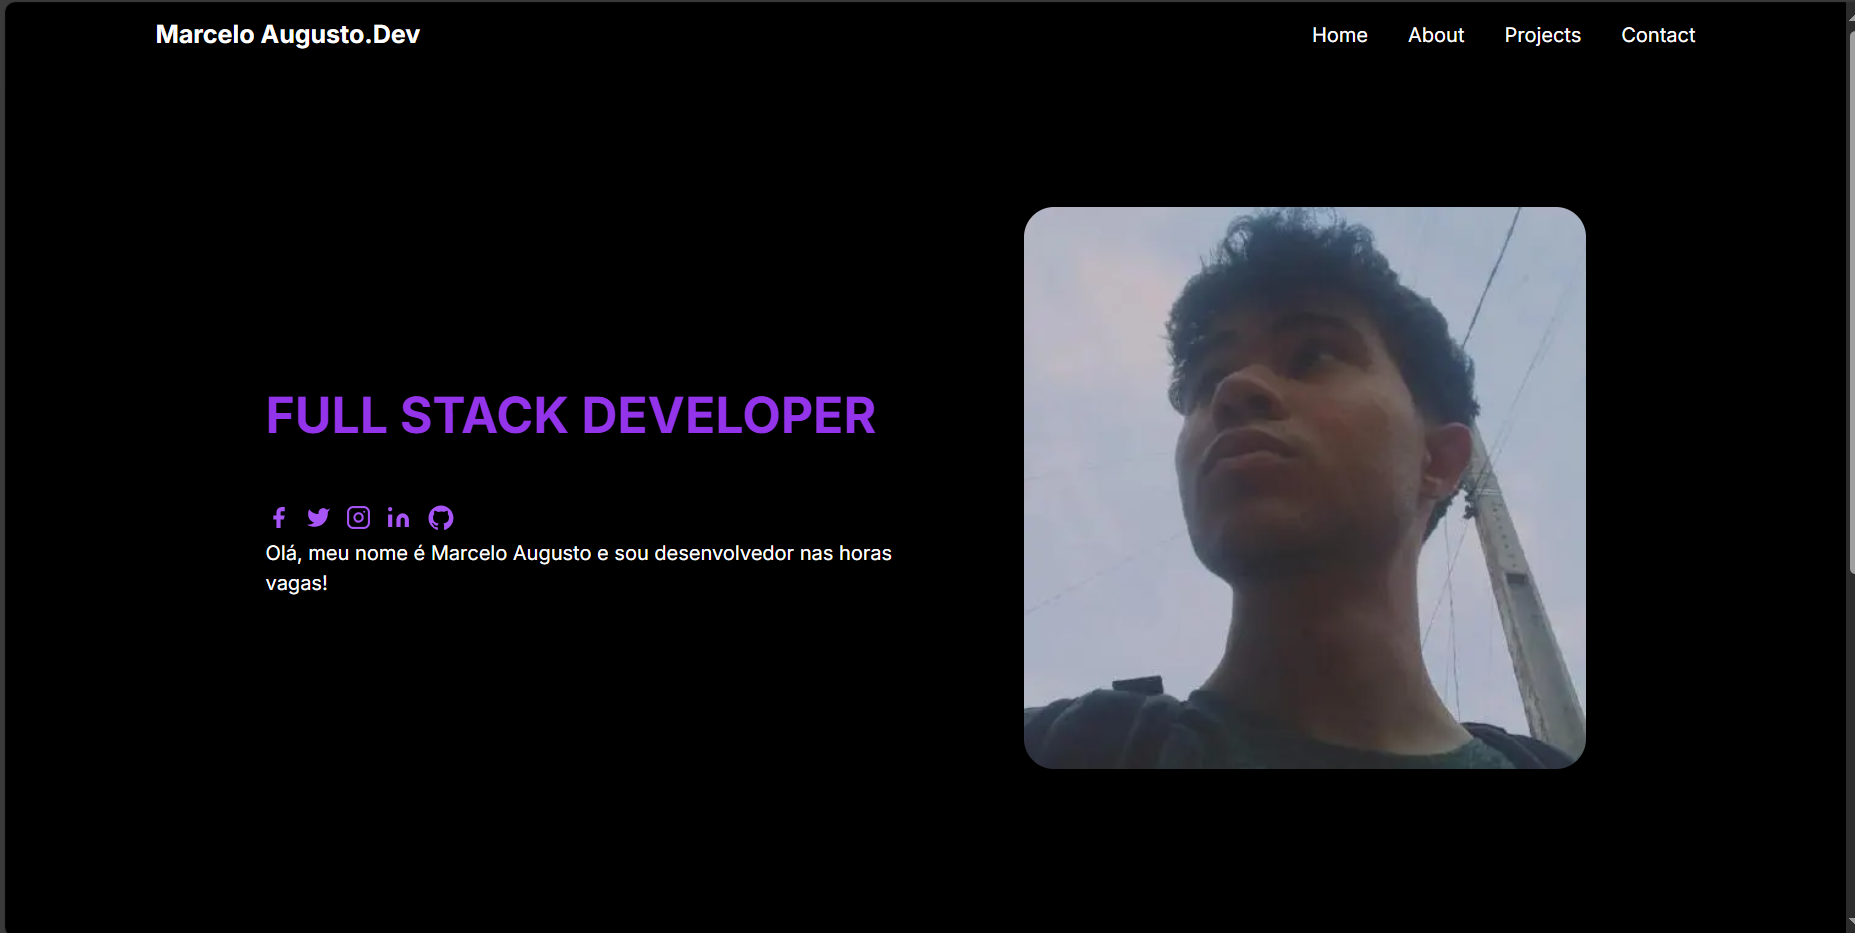 Marcelo Augusto.Dev
Home About Projects Contact
FULL STACK DEVELOPER
Olá, meu nome é Marcelo Augusto e sou desenvolvedor nas horas
vagas!